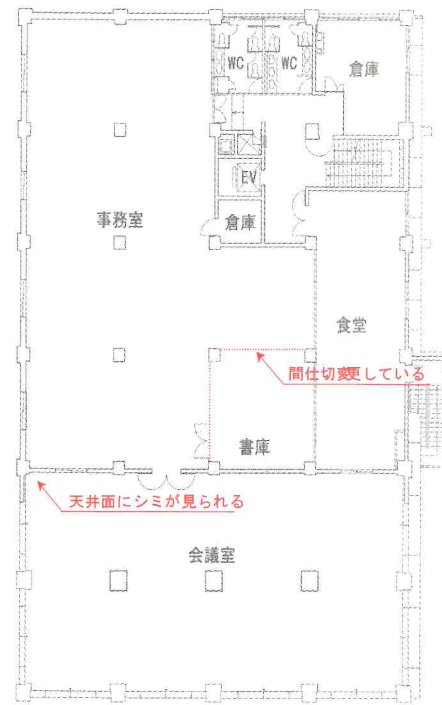 WC
WC
倉庫
EV
事務室
倉庫
食堂
間仕切変更している
書庫
天井面にシミが見られる
会議室